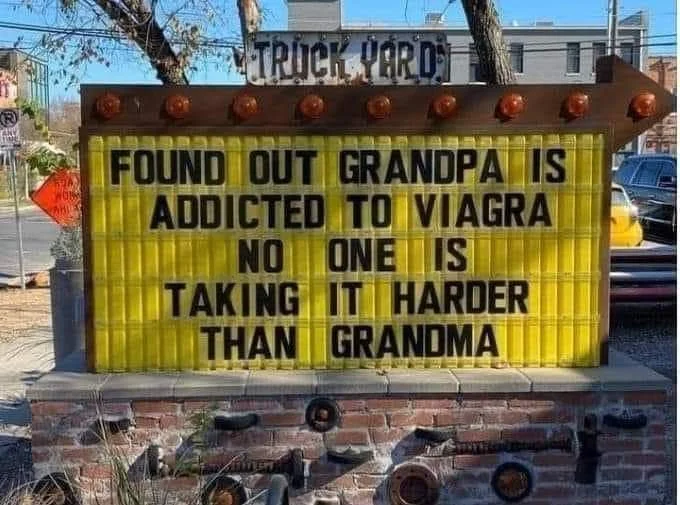 TRUCK YARD
FOUND OUT GRANDPA IS
ADDICTED TO VIAGRA
NO ONE IS
TAKING IT HARDER
THAN GRANDMA